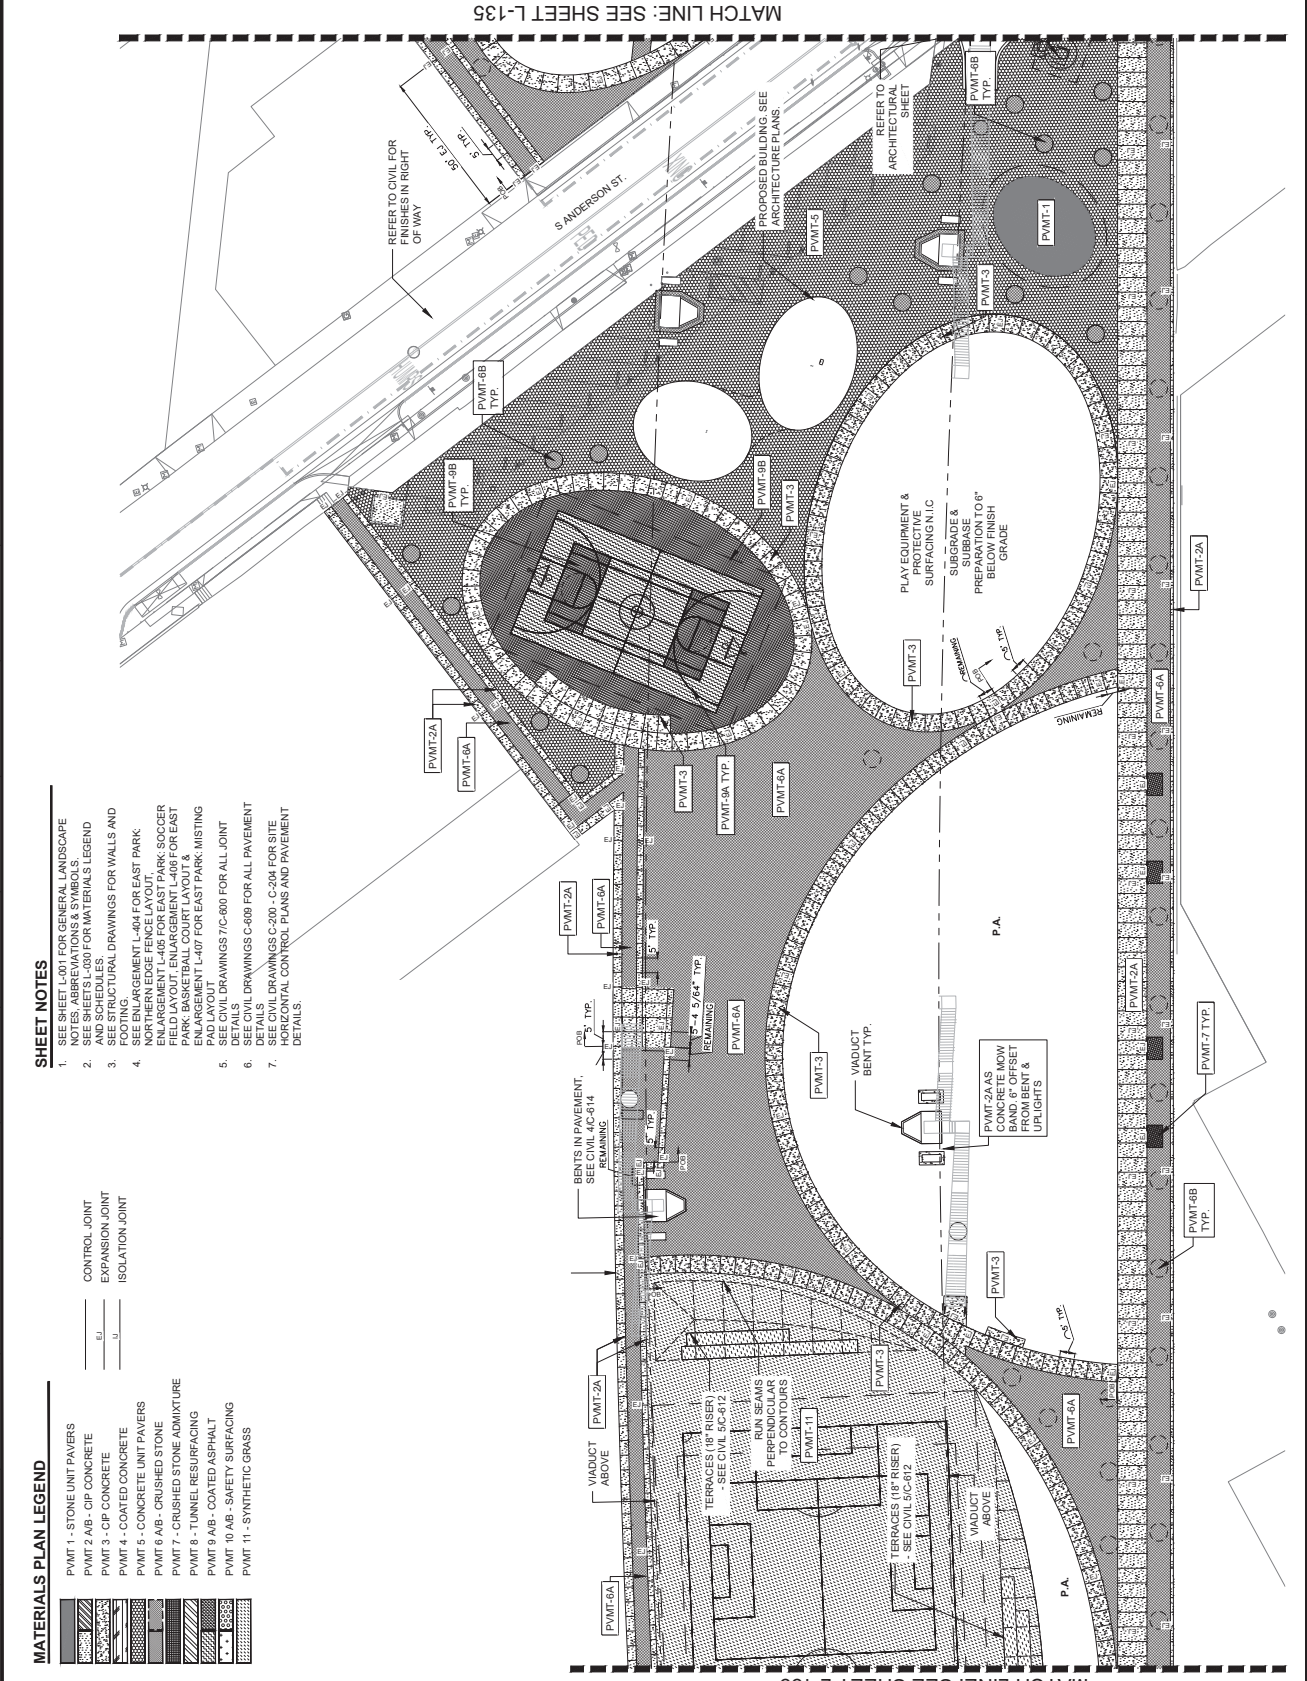 MATCH LINE: SEE SHEET L-135
SHEET NOTES
1. SEE SHEET L-001 FOR GENERAL LANDSCAPE
NOTES, ABBREVIATIONS & SYMBOLS.
2. SEE SHEETS L-030 FOR MATERIALS LEGEND
AND SCHEDULES.
3. SEE STRUCTURAL DRAWINGS FOR WALLS AND
FOOTING.
4. SEE ENLARGEMENT L-404 FOR EAST PARK:
NORTHERN EDGE FENCE LAYOUT,
ENLARGEMENT L-405 FOR EAST PARK: SOCCER
FIELD LAYOUT, ENLARGEMENT L-406 FOR EAST
PARK: BASKETBALL COURT LAYOUT &
ENLARGEMENT L-407 FOR EAST PARK: MISTING
PAD LAYOUT
5. SEE CIVIL DRAWINGS 7/C-600 FOR ALL JOINT
DETAILS
6. SEE CIVIL DRAWINGS C-609 FOR ALL PAVEMENT
DETAILS
7. SEE CIVIL DRAWINGS C-200 - C-204 FOR SITE
HORIZONTAL CONTROL PLANS AND PAVEMENT
DETAILS.
MATERIALS PLAN LEGEND
PVMT 1 - STONE UNIT PAVERS
PVMT 2 A/B - CIP CONCRETE
PVMT 3 - CIP CONCRETE
PVMT 4 - COATED CONCRETE
PVMT 5 - CONCRETE UNIT PAVERS
PVMT 6 A/B - CRUSHED STONE
PVMT 7 - CRUSHED STONE ADMIXTURE
PVMT 8 - TUNNEL RESURFACING
PVMT 9 A/B - COATED ASPHALT
PVMT 10 A/B - SAFETY SURFACING
PVMT 11 - SYNTHETIC GRASS
CONTROL JOINT
EJ EXPANSION JOINT
IJ ISOLATION JOINT
REFER TO CIVIL FOR
FINISHES IN RIGHT
OF WAY
50' EJ TYP.
5' TYP.
POB
S ANDERSON ST.
PROPOSED BUILDING. SEE
ARCHITECTURE PLANS.
REFER TO
ARCHITECTURAL
SHEET
PVMT-6B
TYP.
PVMT-5
PVMT-1
PVMT-3
PVMT-6B
TYP.
PVMT-9B
TYP.
PVMT-9B
PVMT-3
PLAY EQUIPMENT &
PROTECTIVE
SURFACING N.I.C
SUBGRADE &
SUBBASE
PREPARATION TO 6"
BELOW FINISH
GRADE
PVMT-2A
PVMT-2A
PVMT-6A
PVMT-3
PVMT-9A TYP.
PVMT-6A
PVMT-3
REMAINING
POB
5' TYP.
REMAINING
PVMT-6A
PVMT-2A
PVMT-6A
5' TYP.
POB
5' TYP.
5'-4 5/64" TYP.
REMAINING
PVMT-6A
BENTS IN PAVEMENT,
SEE CIVIL 4/C-614
REMAINING
5' TYP.
POB
PVMT-3
VIADUCT
BENT TYP.
P.A.
PVMT-2A AS
CONCRETE MOW
BAND, 6" OFFSET
FROM BENT &
UPLIGHTS
PVMT-2A
PVMT-7 TYP.
PVMT-6B
TYP.
PVMT-3
5' TYP.
POB
PVMT-6A
PVMT-2A
VIADUCT
ABOVE
PVMT-6A
TERRACES (18" RISER)
- SEE CIVIL 5/C-612
RUN SEAMS
PERPENDICULAR
TO CONTOURS
PVMT-11
PVMT-3
TERRACES (18" RISER)
- SEE CIVIL 5/C-612
VIADUCT
ABOVE
P.A.